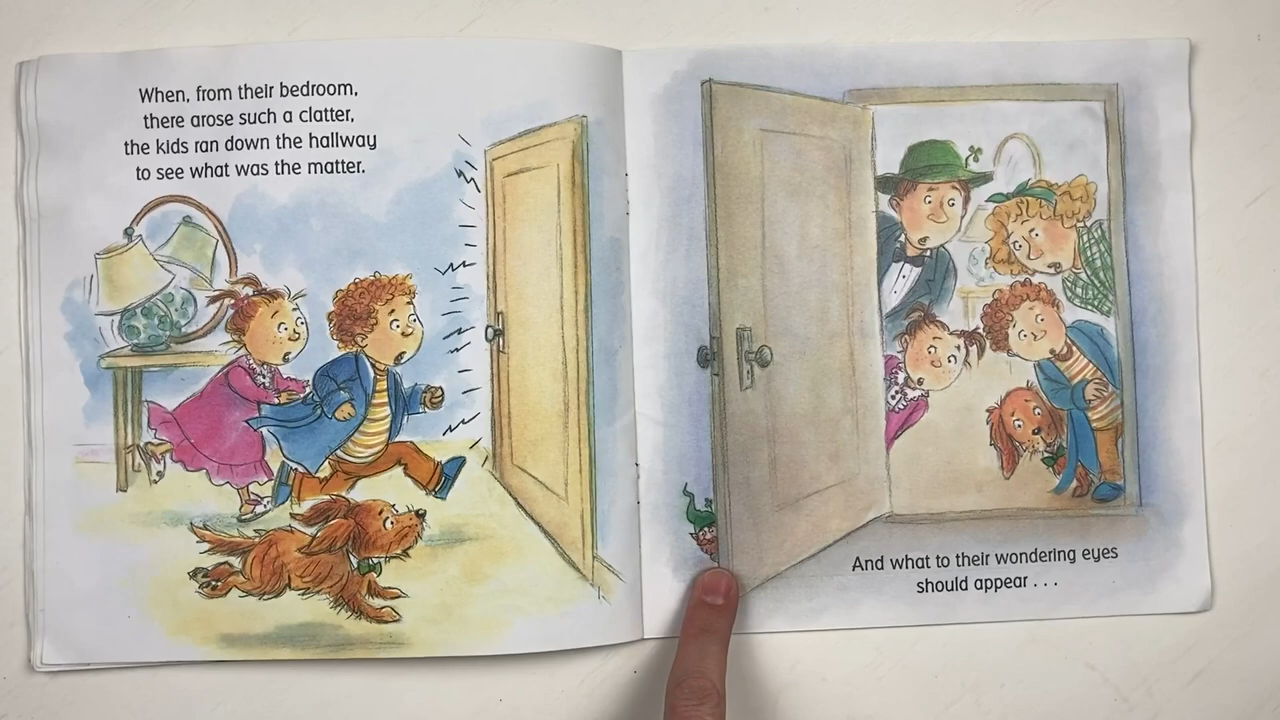 When, from their bedroom,
there arose such a clatter,
the kids ran down the hallway
to see what was the matter.
And what to their wondering eyes
should appear . . .